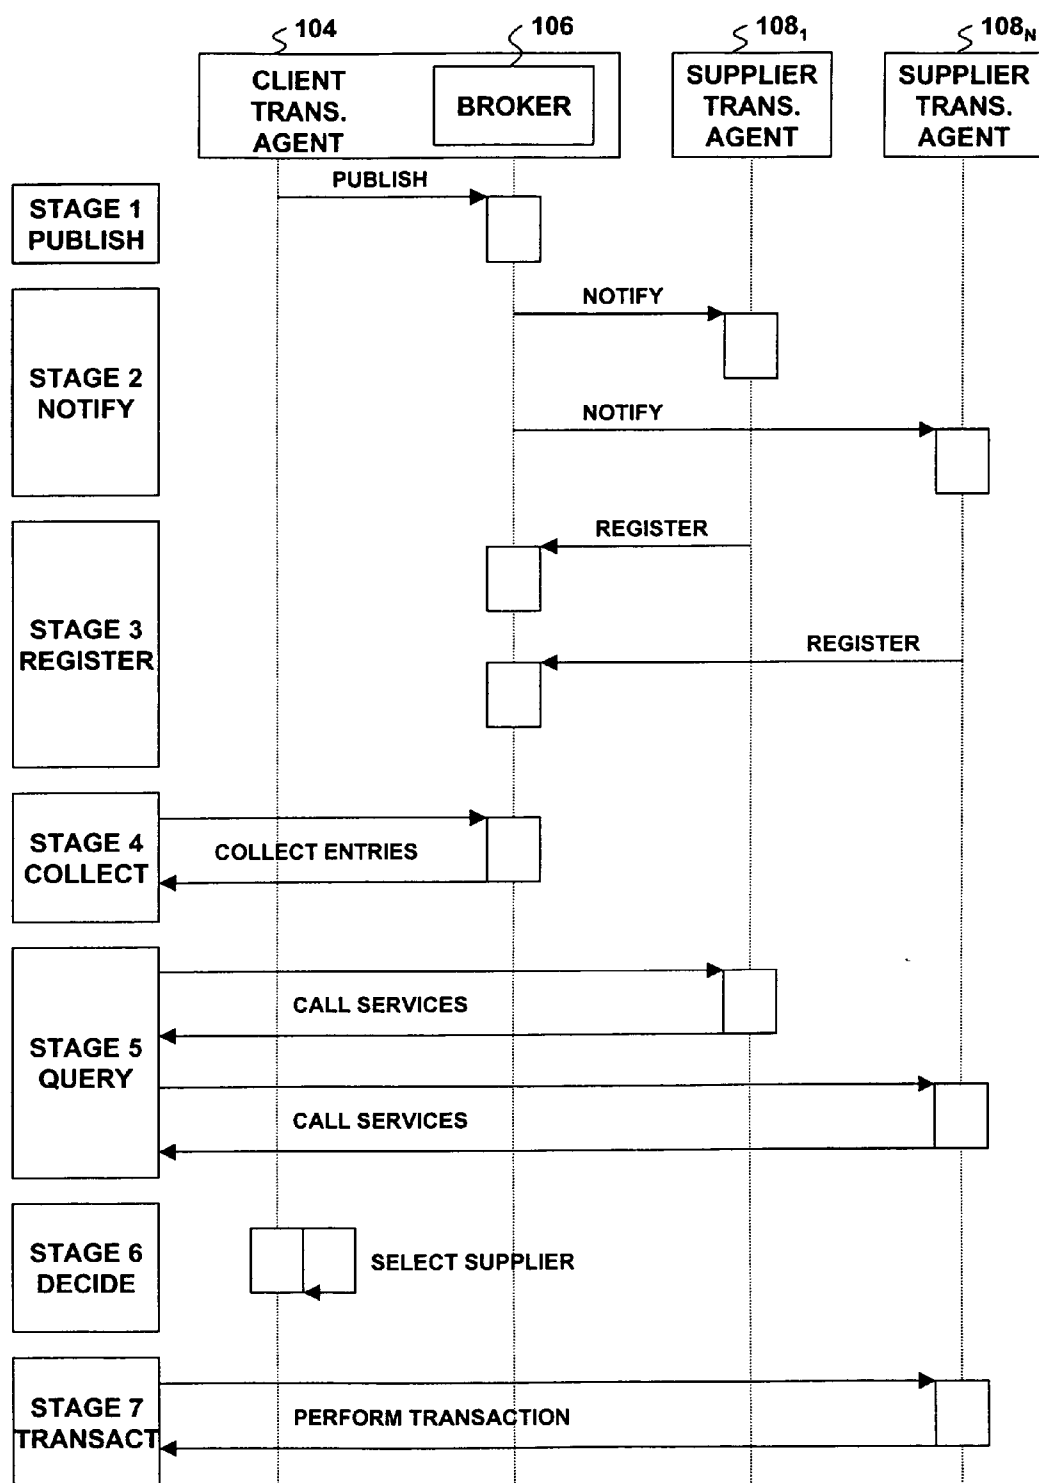 104
106
108₁
108N
CLIENT
TRANS.
AGENT
BROKER
SUPPLIER
TRANS.
AGENT
SUPPLIER
TRANS.
AGENT
PUBLISH
STAGE 1
PUBLISH
NOTIFY
STAGE 2
NOTIFY
NOTIFY
REGISTER
STAGE 3
REGISTER
REGISTER
STAGE 4
COLLECT
COLLECT ENTRIES
CALL SERVICES
STAGE 5
QUERY
CALL SERVICES
STAGE 6
DECIDE
SELECT SUPPLIER
STAGE 7
TRANSACT
PERFORM TRANSACTION